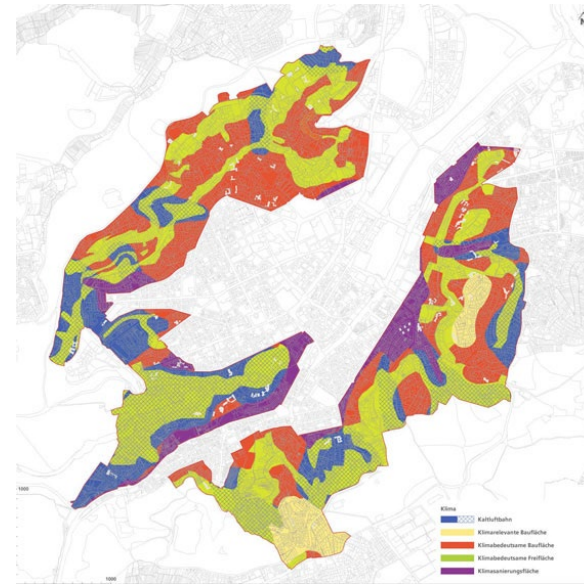 1000
1000
Klima
Kaltluftbahn
Klimarelevante Baufläche
Klimabedeutsame Baufläche
Klimabedeutsame Freifläche
Klimasanierungsfläche